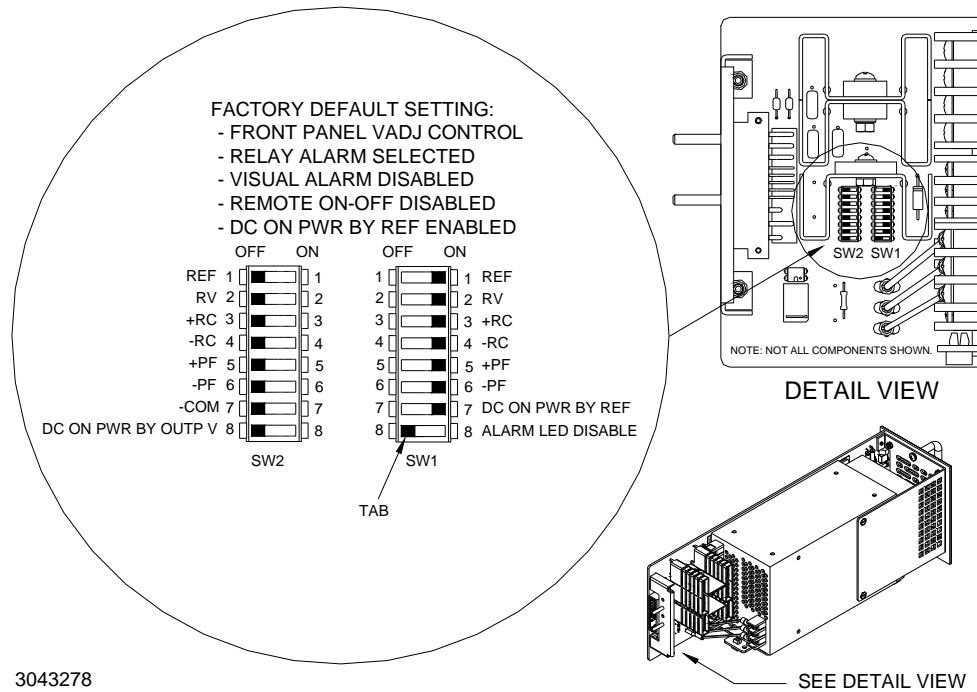 FACTORY DEFAULT SETTING:
- FRONT PANEL VADJ CONTROL
- RELAY ALARM SELECTED
- VISUAL ALARM DISABLED
- REMOTE ON-OFF DISABLED
- DC ON PWR BY REF ENABLED
OFF ON OFF ON
REF 1 1 1 1 REF
RV 2 2 2 2 RV
+RC 3 3 3 3 +RC
-RC 4 4 4 4 -RC
+PF 5 5 5 5 +PF
-PF 6 6 6 6 -PF
-COM 7 7 7 7 DC ON PWR BY REF
DC ON PWR BY OUTP V 8 8 8 8 ALARM LED DISABLE
SW2 SW1
TAB
SW2 SW1
NOTE: NOT ALL COMPONENTS SHOWN.
DETAIL VIEW
SEE DETAIL VIEW
3043278